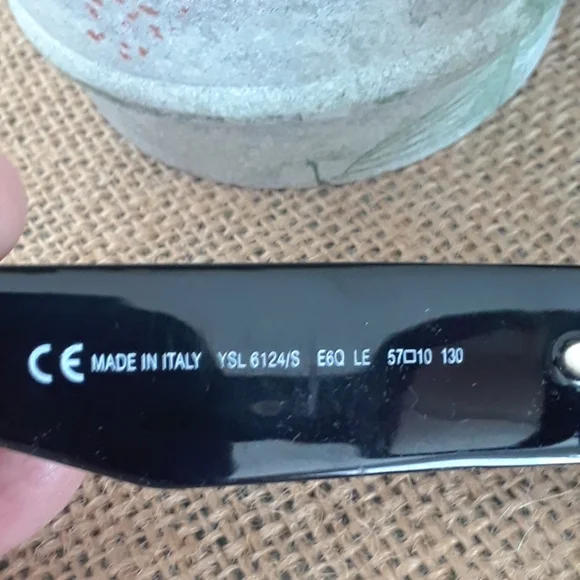 CE MADE IN ITALY YSL 6124/S E6Q LE 57□10 130